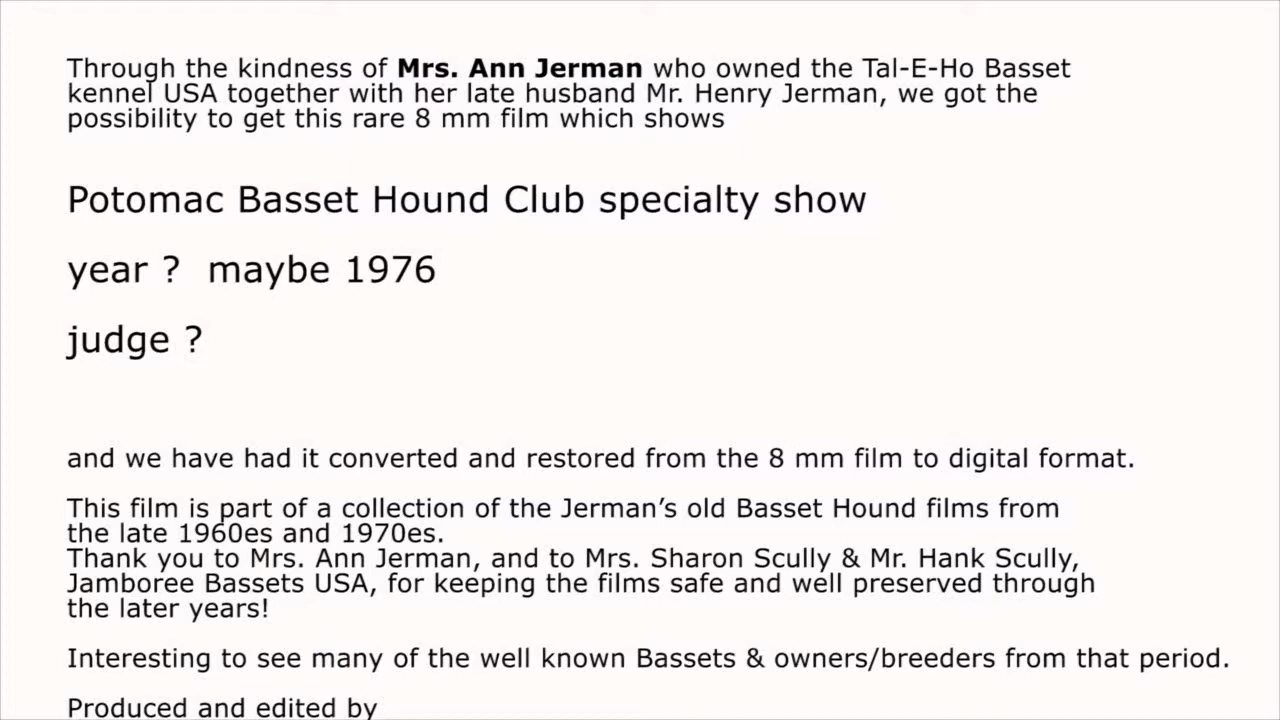 Through the kindness of Mrs. Ann Jerman who owned the Tal-E-Ho Basset
kennel USA together with her late husband Mr. Henry Jerman, we got the
possibility to get this rare 8 mm film which shows
Potomac Basset Hound Club specialty show
year ?  maybe 1976
judge ?
and we have had it converted and restored from the 8 mm film to digital format.
This film is part of a collection of the Jerman’s old Basset Hound films from
the late 1960es and 1970es.
Thank you to Mrs. Ann Jerman, and to Mrs. Sharon Scully & Mr. Hank Scully,
Jamboree Bassets USA, for keeping the films safe and well preserved through
the later years!
Interesting to see many of the well known Bassets & owners/breeders from that period.
Produced and edited by